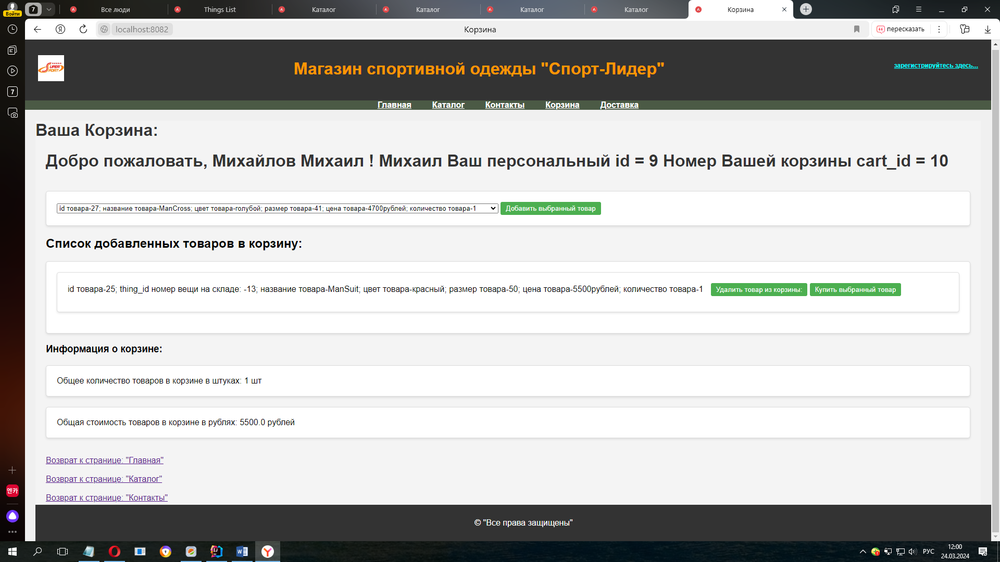 7 Все люди Things List Каталог Каталог Каталог Каталог Корзина
Войти
localhost:8082 Корзина пересказать
SUPER
SPORT
Магазин спортивной одежды "Спорт-Лидер"
зарегистрируйтесь здесь...
7
Главная Каталог Контакты Корзина Доставка
Ваша Корзина:
Добро пожаловать, Михайлов Михаил ! Михаил Ваш персональный id = 9 Номер Вашей корзины cart_id = 10
id товара-27; название товара-ManCross; цвет товара-голубой; размер товара-41; цена товара-4700рублей; количество товара-1 Добавить выбранный товар
Список добавленных товаров в корзину:
id товара-25; thing_id номер вещи на складе: -13; название товара-ManSuit; цвет товара-красный; размер товара-50; цена товара-5500рублей; количество товара-1 Удалить товар из корзины: Купить выбранный товар
Информация о корзине:
Общее количество товаров в корзине в штуках: 1 шт
Общая стоимость товаров в корзине в рублях: 5500.0 рублей
Возврат к странице: "Главная"
Возврат к странице: "Каталог"
엔카
Возврат к странице: "Контакты"
© "Все права защищены"
РУС
12:00
24.03.2024